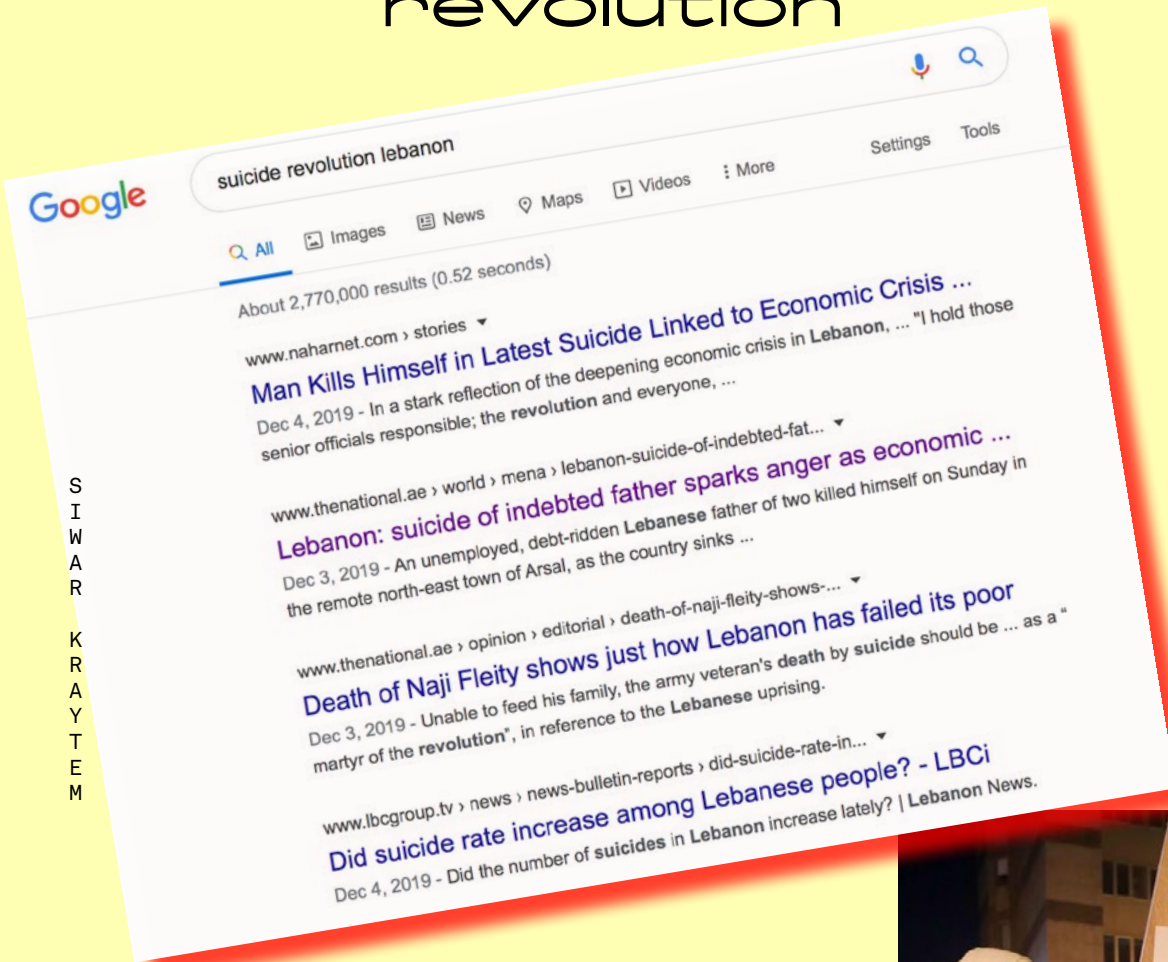 revolution
Google
suicide revolution lebanon
All Images News Maps Videos More Settings Tools
About 2,770,000 results (0.52 seconds)
www.naharnet.com › stories
Man Kills Himself in Latest Suicide Linked to Economic Crisis ...
Dec 4, 2019 - In a stark reflection of the deepening economic crisis in Lebanon, ... "I hold those
senior officials responsible; the revolution and everyone, ...
www.thenational.ae › world › mena › lebanon-suicide-of-indebted-fat...
Lebanon: suicide of indebted father sparks anger as economic ...
Dec 3, 2019 - An unemployed, debt-ridden Lebanese father of two killed himself on Sunday in
the remote north-east town of Arsal, as the country sinks ...
www.thenational.ae › opinion › editorial › death-of-naji-fleity-shows-...
Death of Naji Fleity shows just how Lebanon has failed its poor
Dec 3, 2019 - Unable to feed his family, the army veteran's death by suicide should be ... as a "
martyr of the revolution", in reference to the Lebanese uprising.
www.lbcgroup.tv › news › news-bulletin-reports › did-suicide-rate-in...
Did suicide rate increase among Lebanese people? - LBCi
Dec 4, 2019 - Did the number of suicides in Lebanon increase lately? | Lebanon News.
SIWAR KRAYTEM